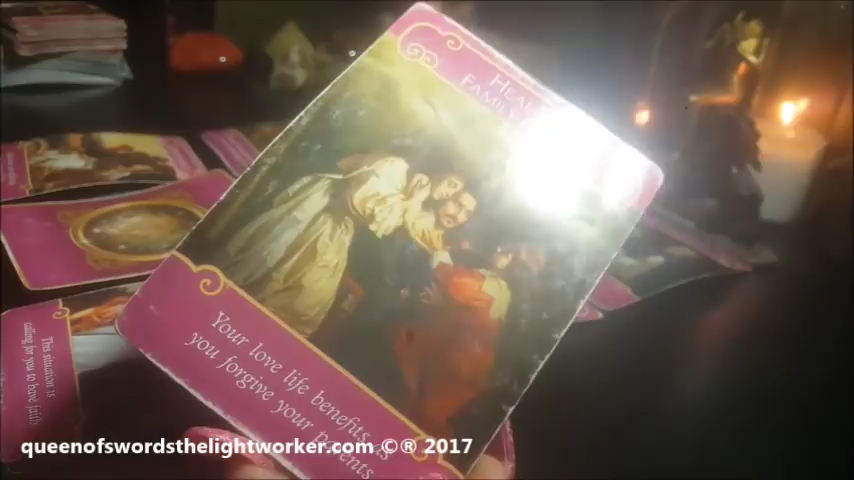 HEAL
FAMILY
Your love life benefits as
you forgive your parents
This situation is
calling for you to have faith
queenofswordsthelightworker.com ©® 2017